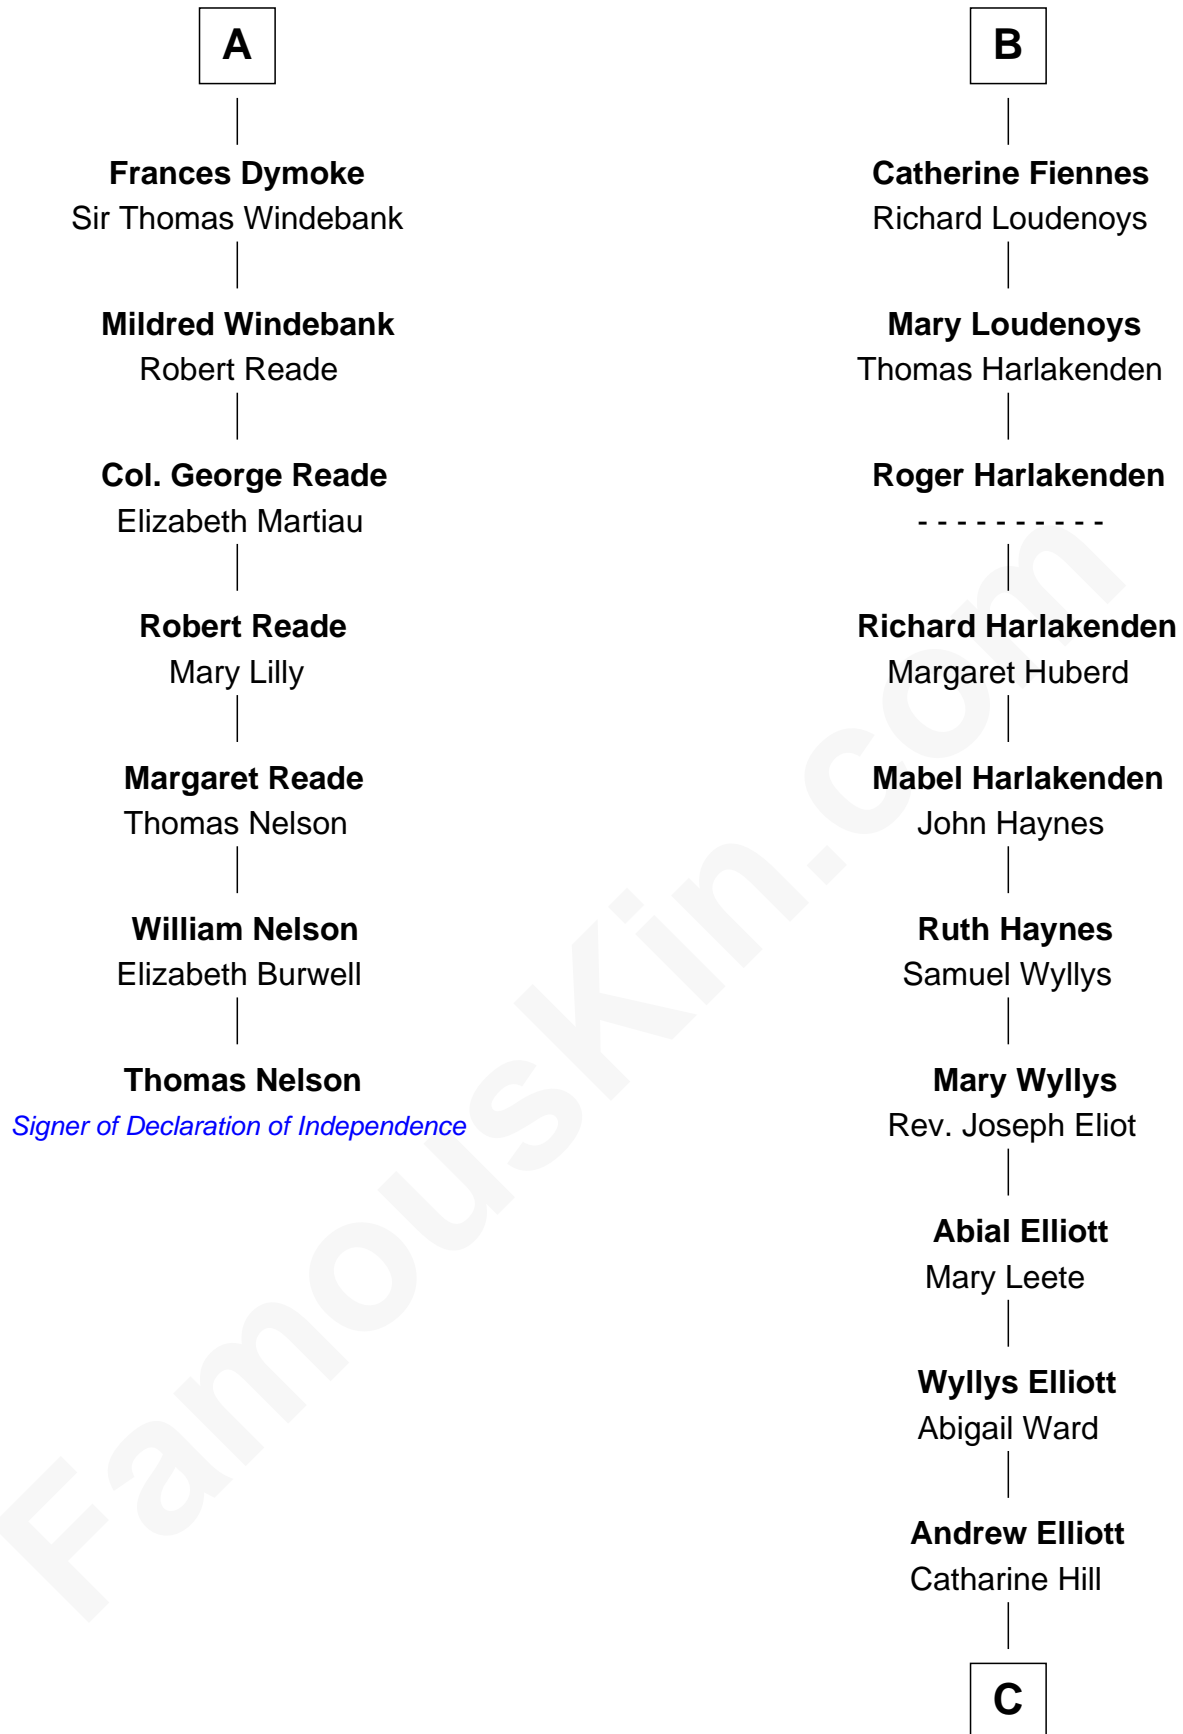 A
Frances Dymoke
Sir Thomas Windebank
Mildred Windebank
Robert Reade
Col. George Reade
Elizabeth Martiau
Robert Reade
Mary Lilly
Margaret Reade
Thomas Nelson
William Nelson
Elizabeth Burwell
Thomas Nelson
Signer of Declaration of Independence
B
Catherine Fiennes
Richard Loudenoys
Mary Loudenoys
Thomas Harlakenden
Roger Harlakenden
- - - - - - - - - -
Richard Harlakenden
Margaret Huberd
Mabel Harlakenden
John Haynes
Ruth Haynes
Samuel Wyllys
Mary Wyllys
Rev. Joseph Eliot
Abial Elliott
Mary Leete
Wyllys Elliott
Abigail Ward
Andrew Elliott
Catharine Hill
C
FamousKin.com